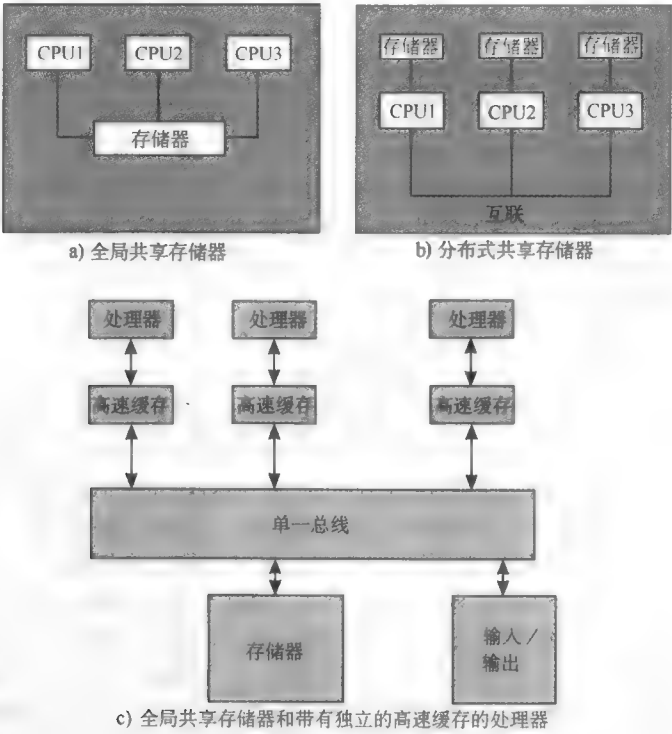 CPU1 CPU2 CPU3
存储器
a) 全局共享存储器
存储器 存储器 存储器
CPU1 CPU2 CPU3
互联
b) 分布式共享存储器
处理器 处理器 处理器
高速缓存 高速缓存 高速缓存
单一总线
存储器
输入/
输出
c) 全局共享存储器和带有独立的高速缓存的处理器